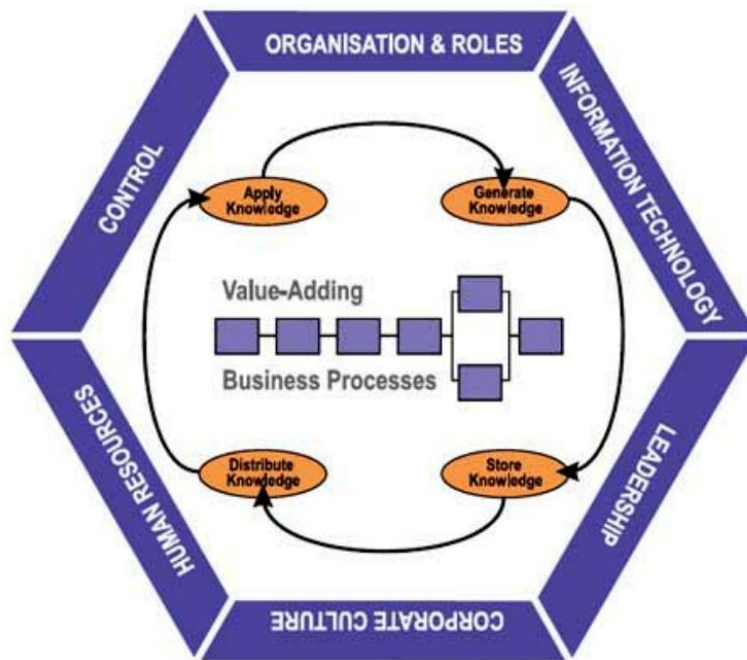 ORGANISATION & ROLES
INFORMATION TECHNOLOGY
CONTROL
Apply
Knowledge
Generate
Knowledge
Value-Adding
Business Processes
Distribute
Knowledge
Store
Knowledge
HUMAN RESOURCES
LEADERSHIP
CORPORATE CULTURE